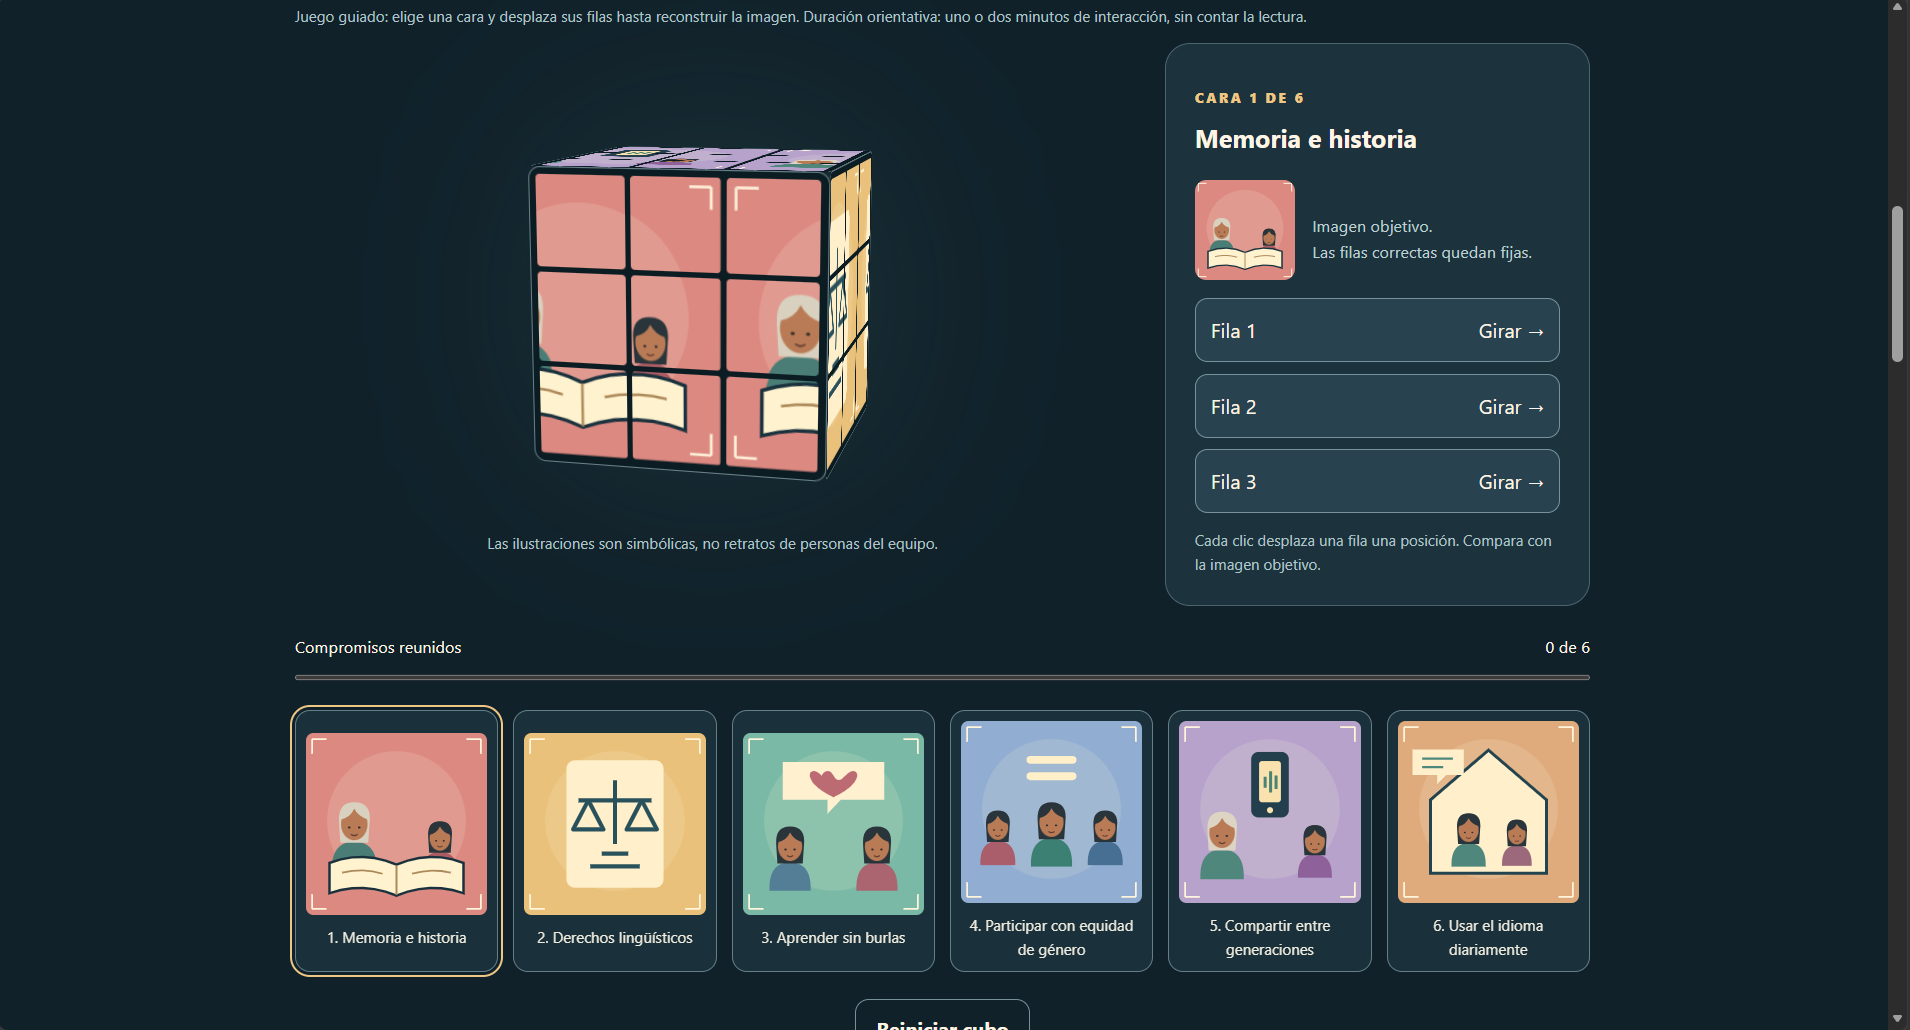 Juego guiado: elige una cara y desplaza sus filas hasta reconstruir la imagen. Duración orientativa: uno o dos minutos de interacción, sin contar la lectura.
CARA 1 DE 6
Memoria e historia
Imagen objetivo.
Las filas correctas quedan fijas.
Fila 1 Girar →
Fila 2 Girar →
Fila 3 Girar →
Cada clic desplaza una fila una posición. Compara con
la imagen objetivo.
Las ilustraciones son simbólicas, no retratos de personas del equipo.
Compromisos reunidos 0 de 6
1. Memoria e historia
2. Derechos lingüísticos
3. Aprender sin burlas
4. Participar con equidad
de género
5. Compartir entre
generaciones
6. Usar el idioma
diariamente
Reiniciar cubo